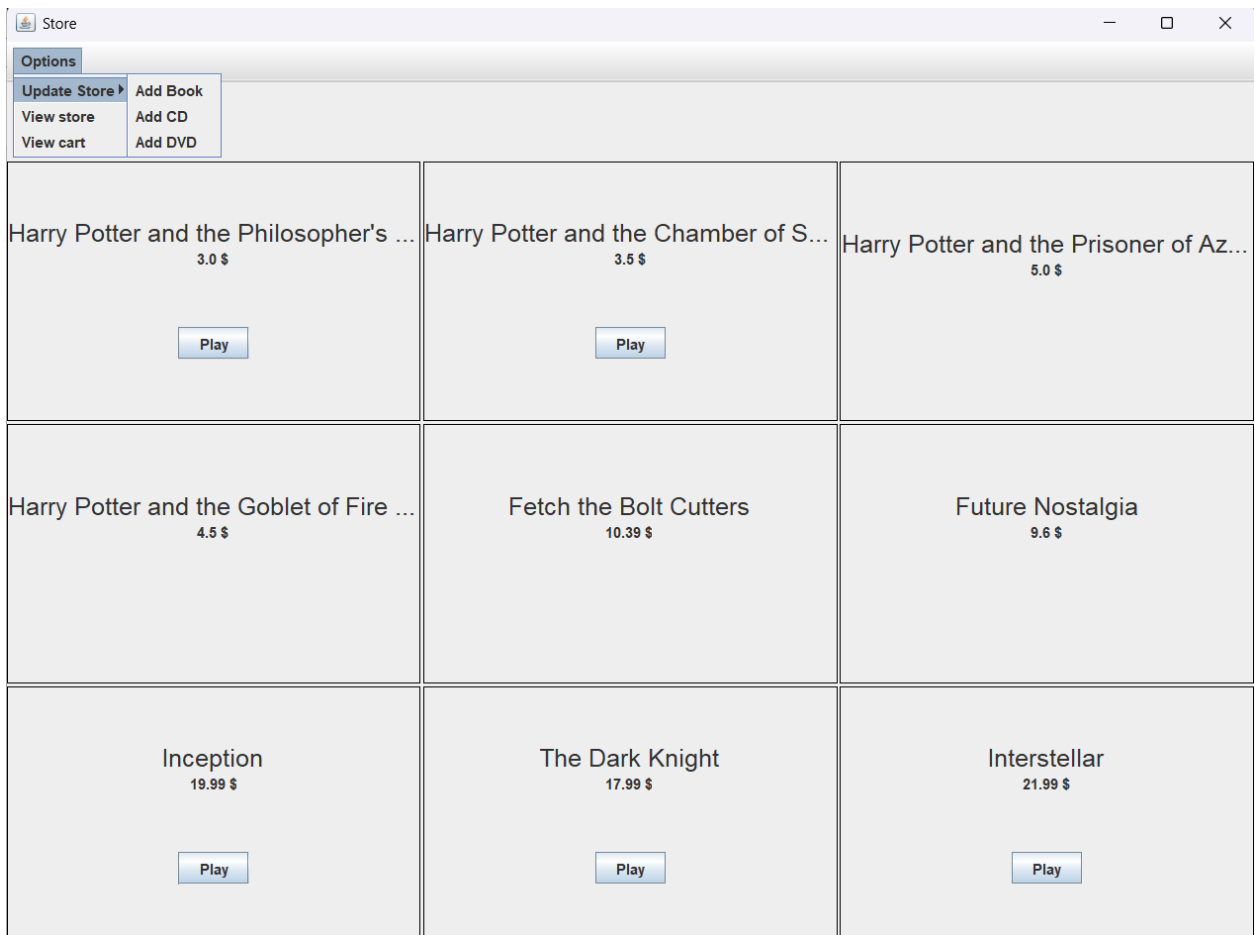 Store
Options
Update Store Add Book
View store Add CD
View cart Add DVD
Harry Potter and the Philosopher's ... Harry Potter and the Chamber of S... Harry Potter and the Prisoner of Az...
3.0 $ 3.5 $ 5.0 $
Play Play
Harry Potter and the Goblet of Fire ... Fetch the Bolt Cutters Future Nostalgia
4.5 $ 10.39 $ 9.6 $
Inception The Dark Knight Interstellar
19.99 $ 17.99 $ 21.99 $
Play Play Play